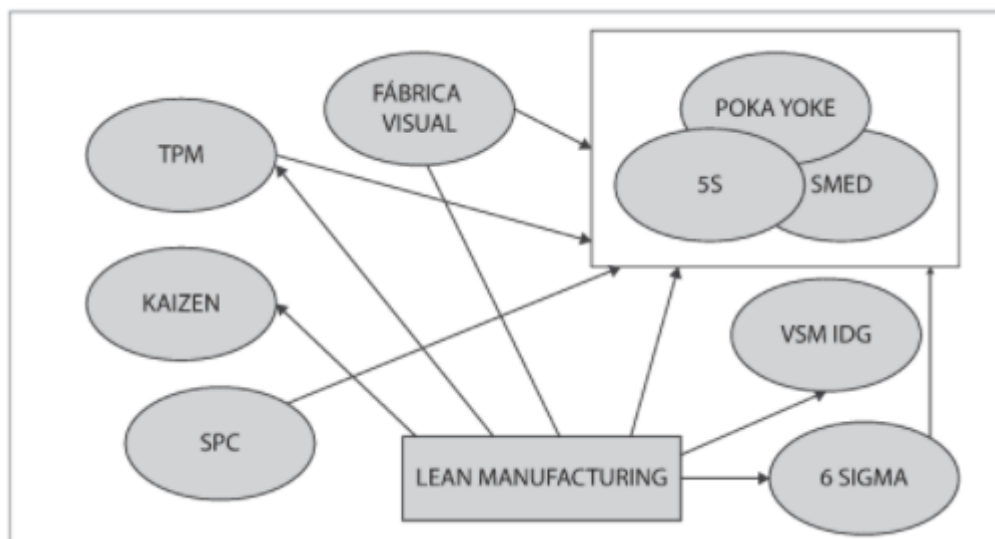 FÁBRICA
VISUAL
POKA YOKE
TPM
5S
SMED
KAIZEN
VSM IDG
SPC
LEAN MANUFACTURING
6 SIGMA